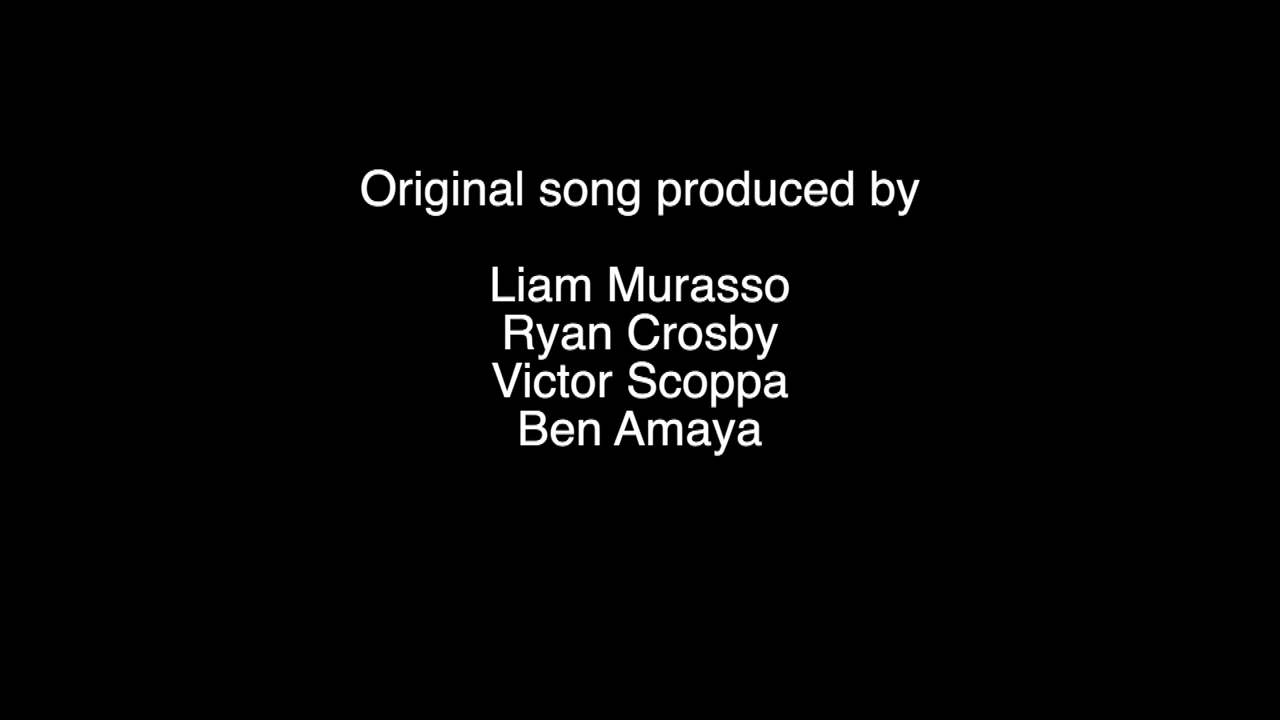 Original song produced by
Liam Murasso
Ryan Crosby
Victor Scoppa
Ben Amaya